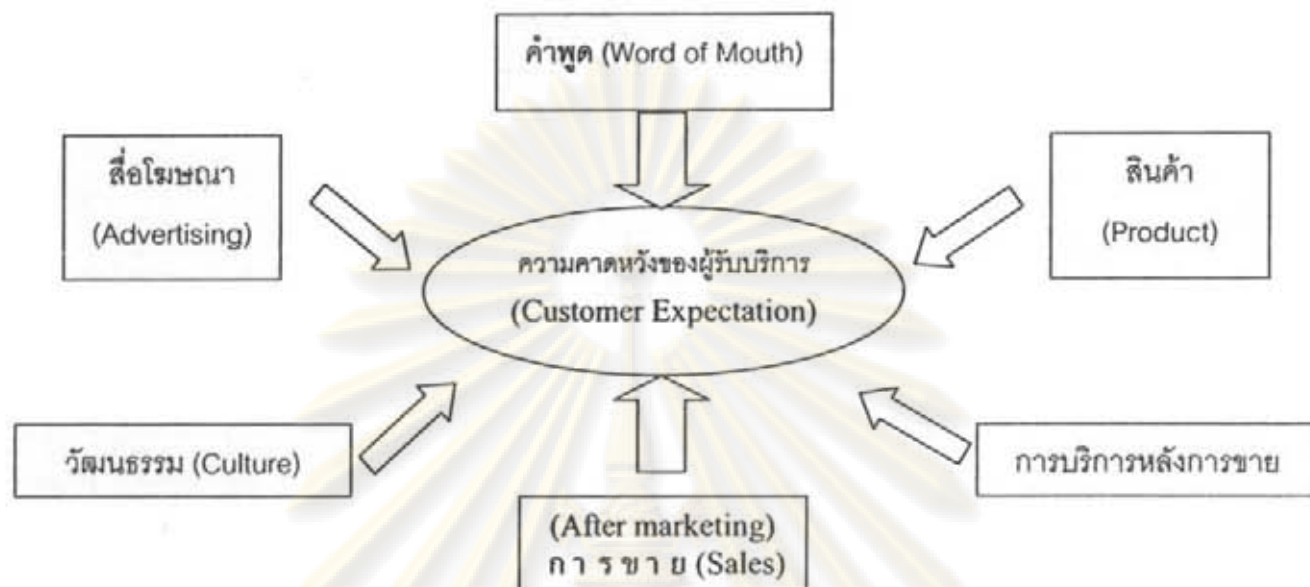 คำพูด (Word of Mouth)
สื่อโฆษณา
(Advertising)
สินค้า
(Product)
ความคาดหวังของผู้รับบริการ
(Customer Expectation)
วัฒนธรรม (Culture)
การบริการหลังการขาย
(After marketing)
ก า ร ข า ย (Sales)